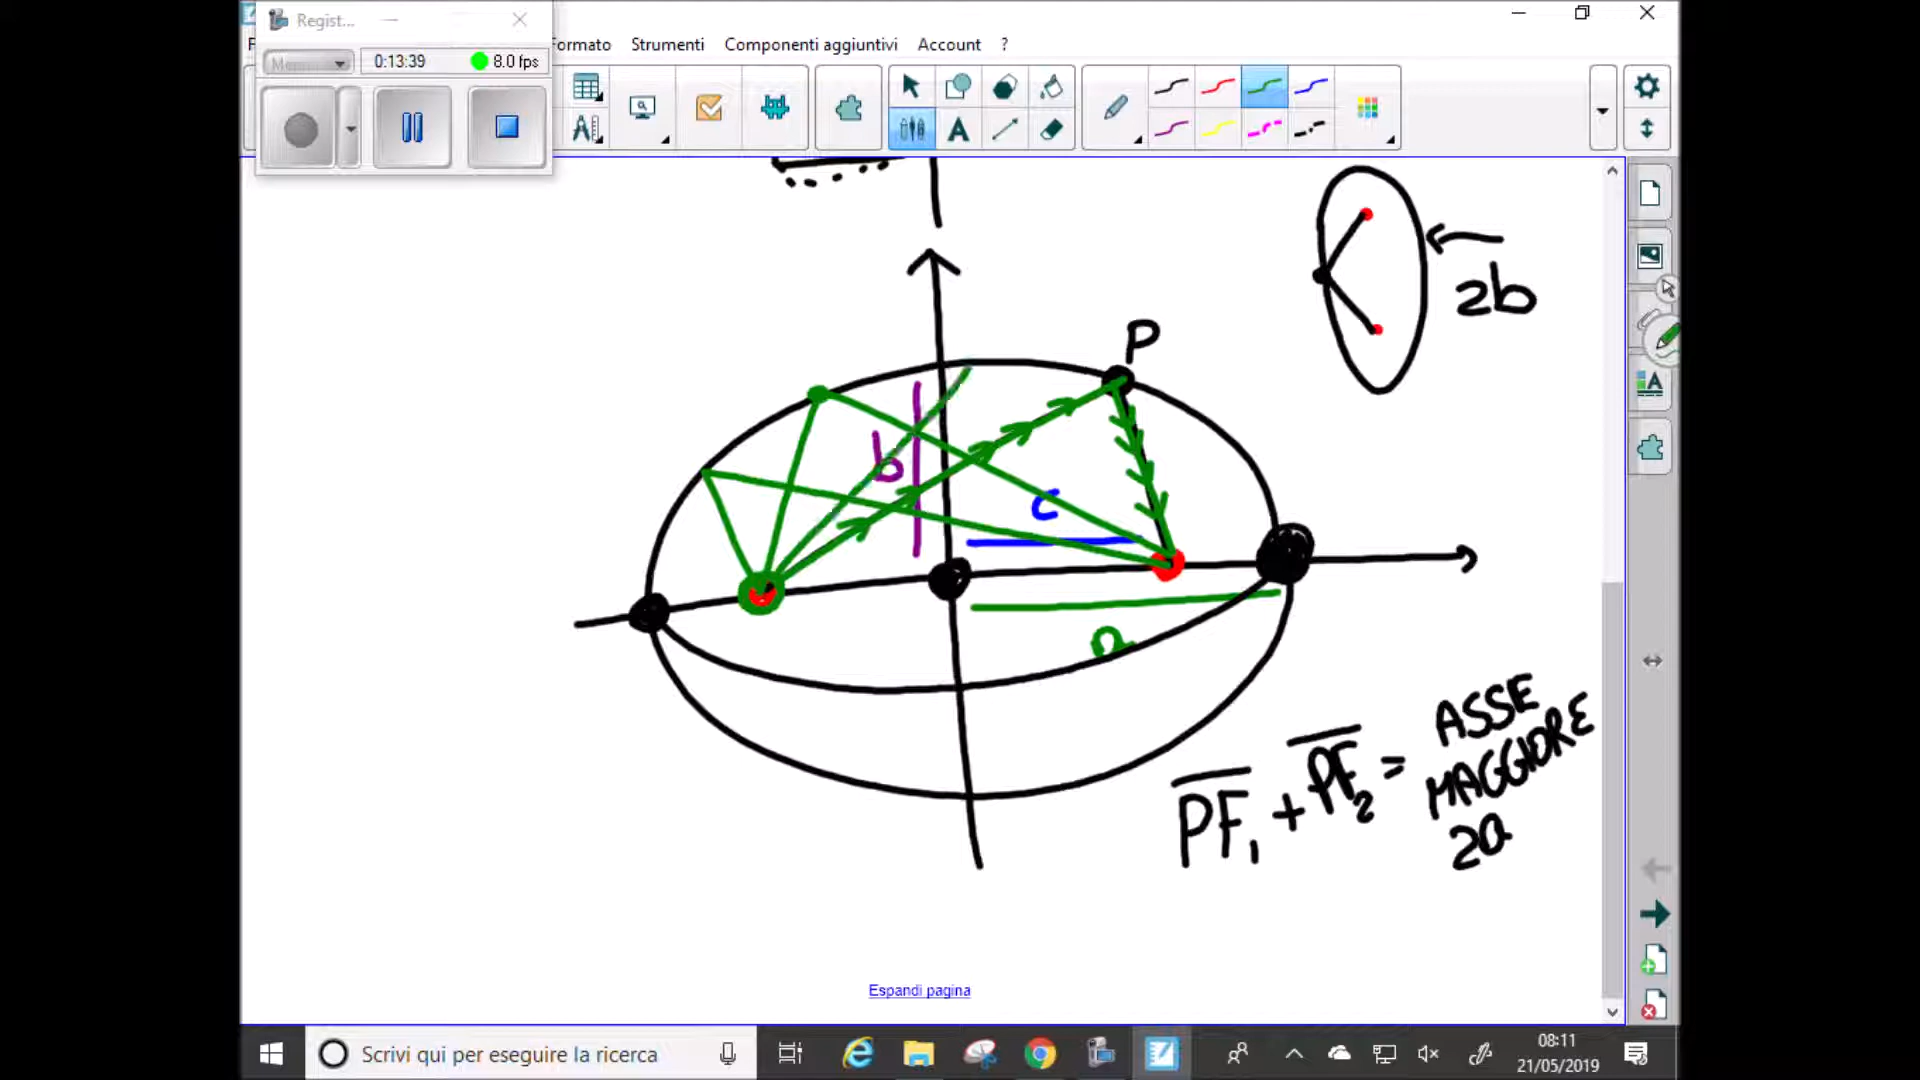 Regist...
Formato Strumenti Componenti aggiuntivi Account ?
0:13:39 8.0 fps
A
2b
P
b
c
a
PF1 + PF2 = ASSE
MAGGIORE
2a
Espandi pagina
Scrivi qui per eseguire la ricerca
08:11
21/05/2019